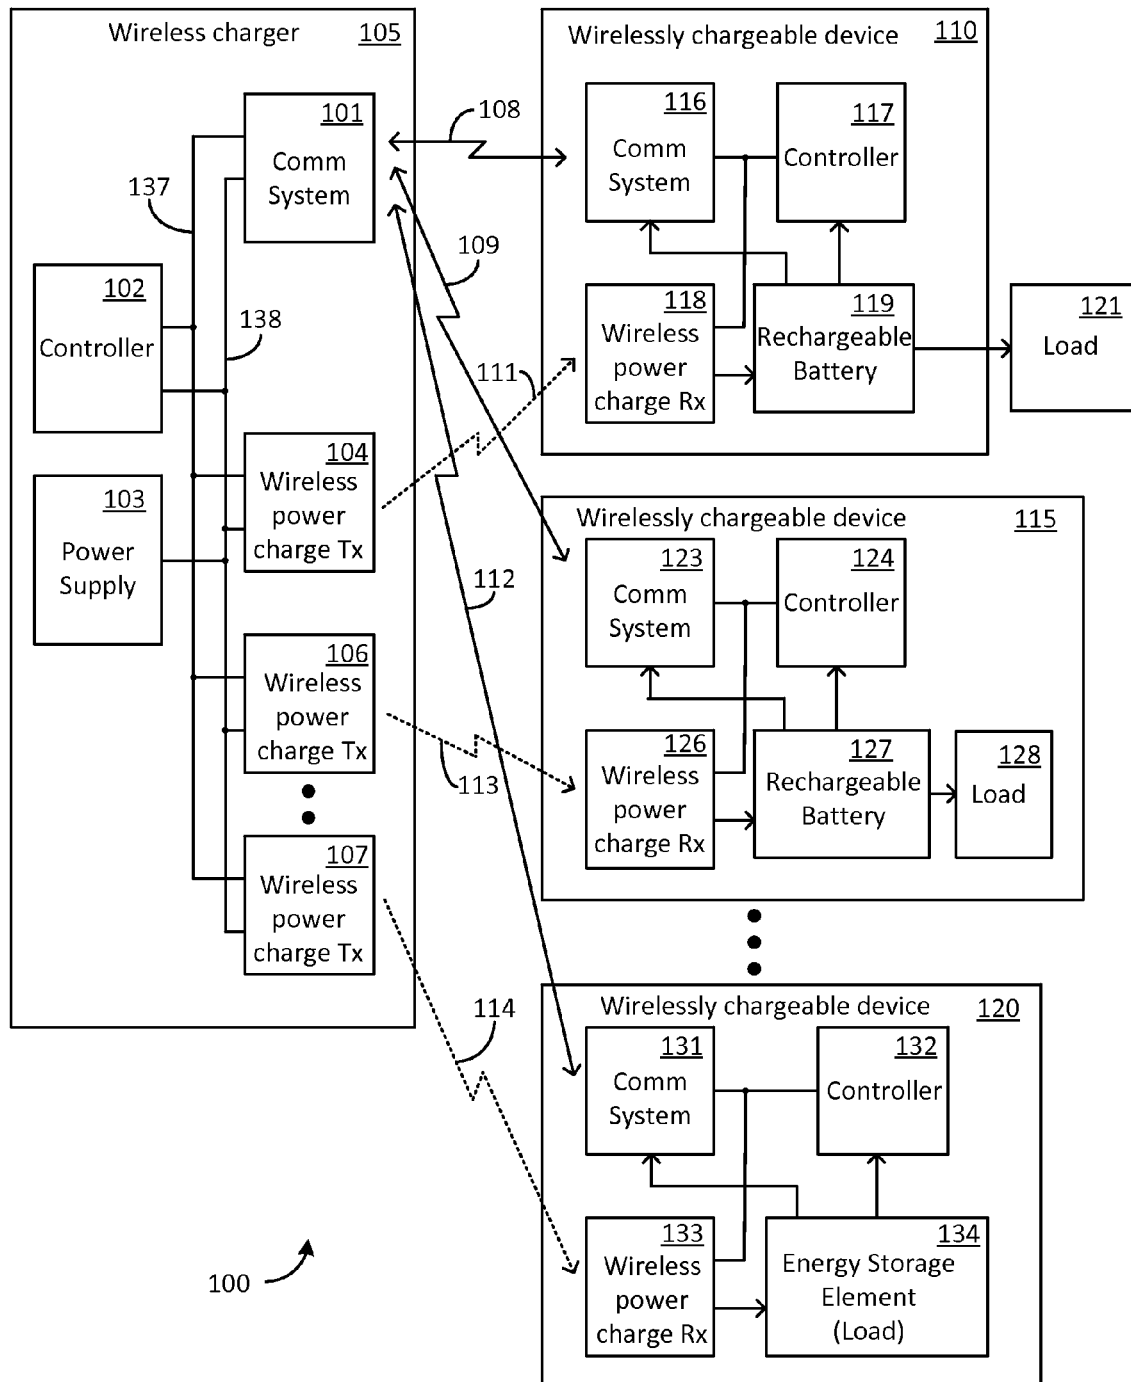 Wireless charger 105
101
Comm
System
137
102
Controller
138
103
Power
Supply
104
Wireless
power
charge Tx
106
Wireless
power
charge Tx
107
Wireless
power
charge Tx
108
109
111
112
113
114
100
Wirelessly chargeable device 110
116
Comm
System
117
Controller
118
Wireless
power
charge Rx
119
Rechargeable
Battery
121
Load
Wirelessly chargeable device 115
123
Comm
System
124
Controller
126
Wireless
power
charge Rx
127
Rechargeable
Battery
128
Load
Wirelessly chargeable device 120
131
Comm
System
132
Controller
133
Wireless
power
charge Rx
134
Energy Storage
Element
(Load)